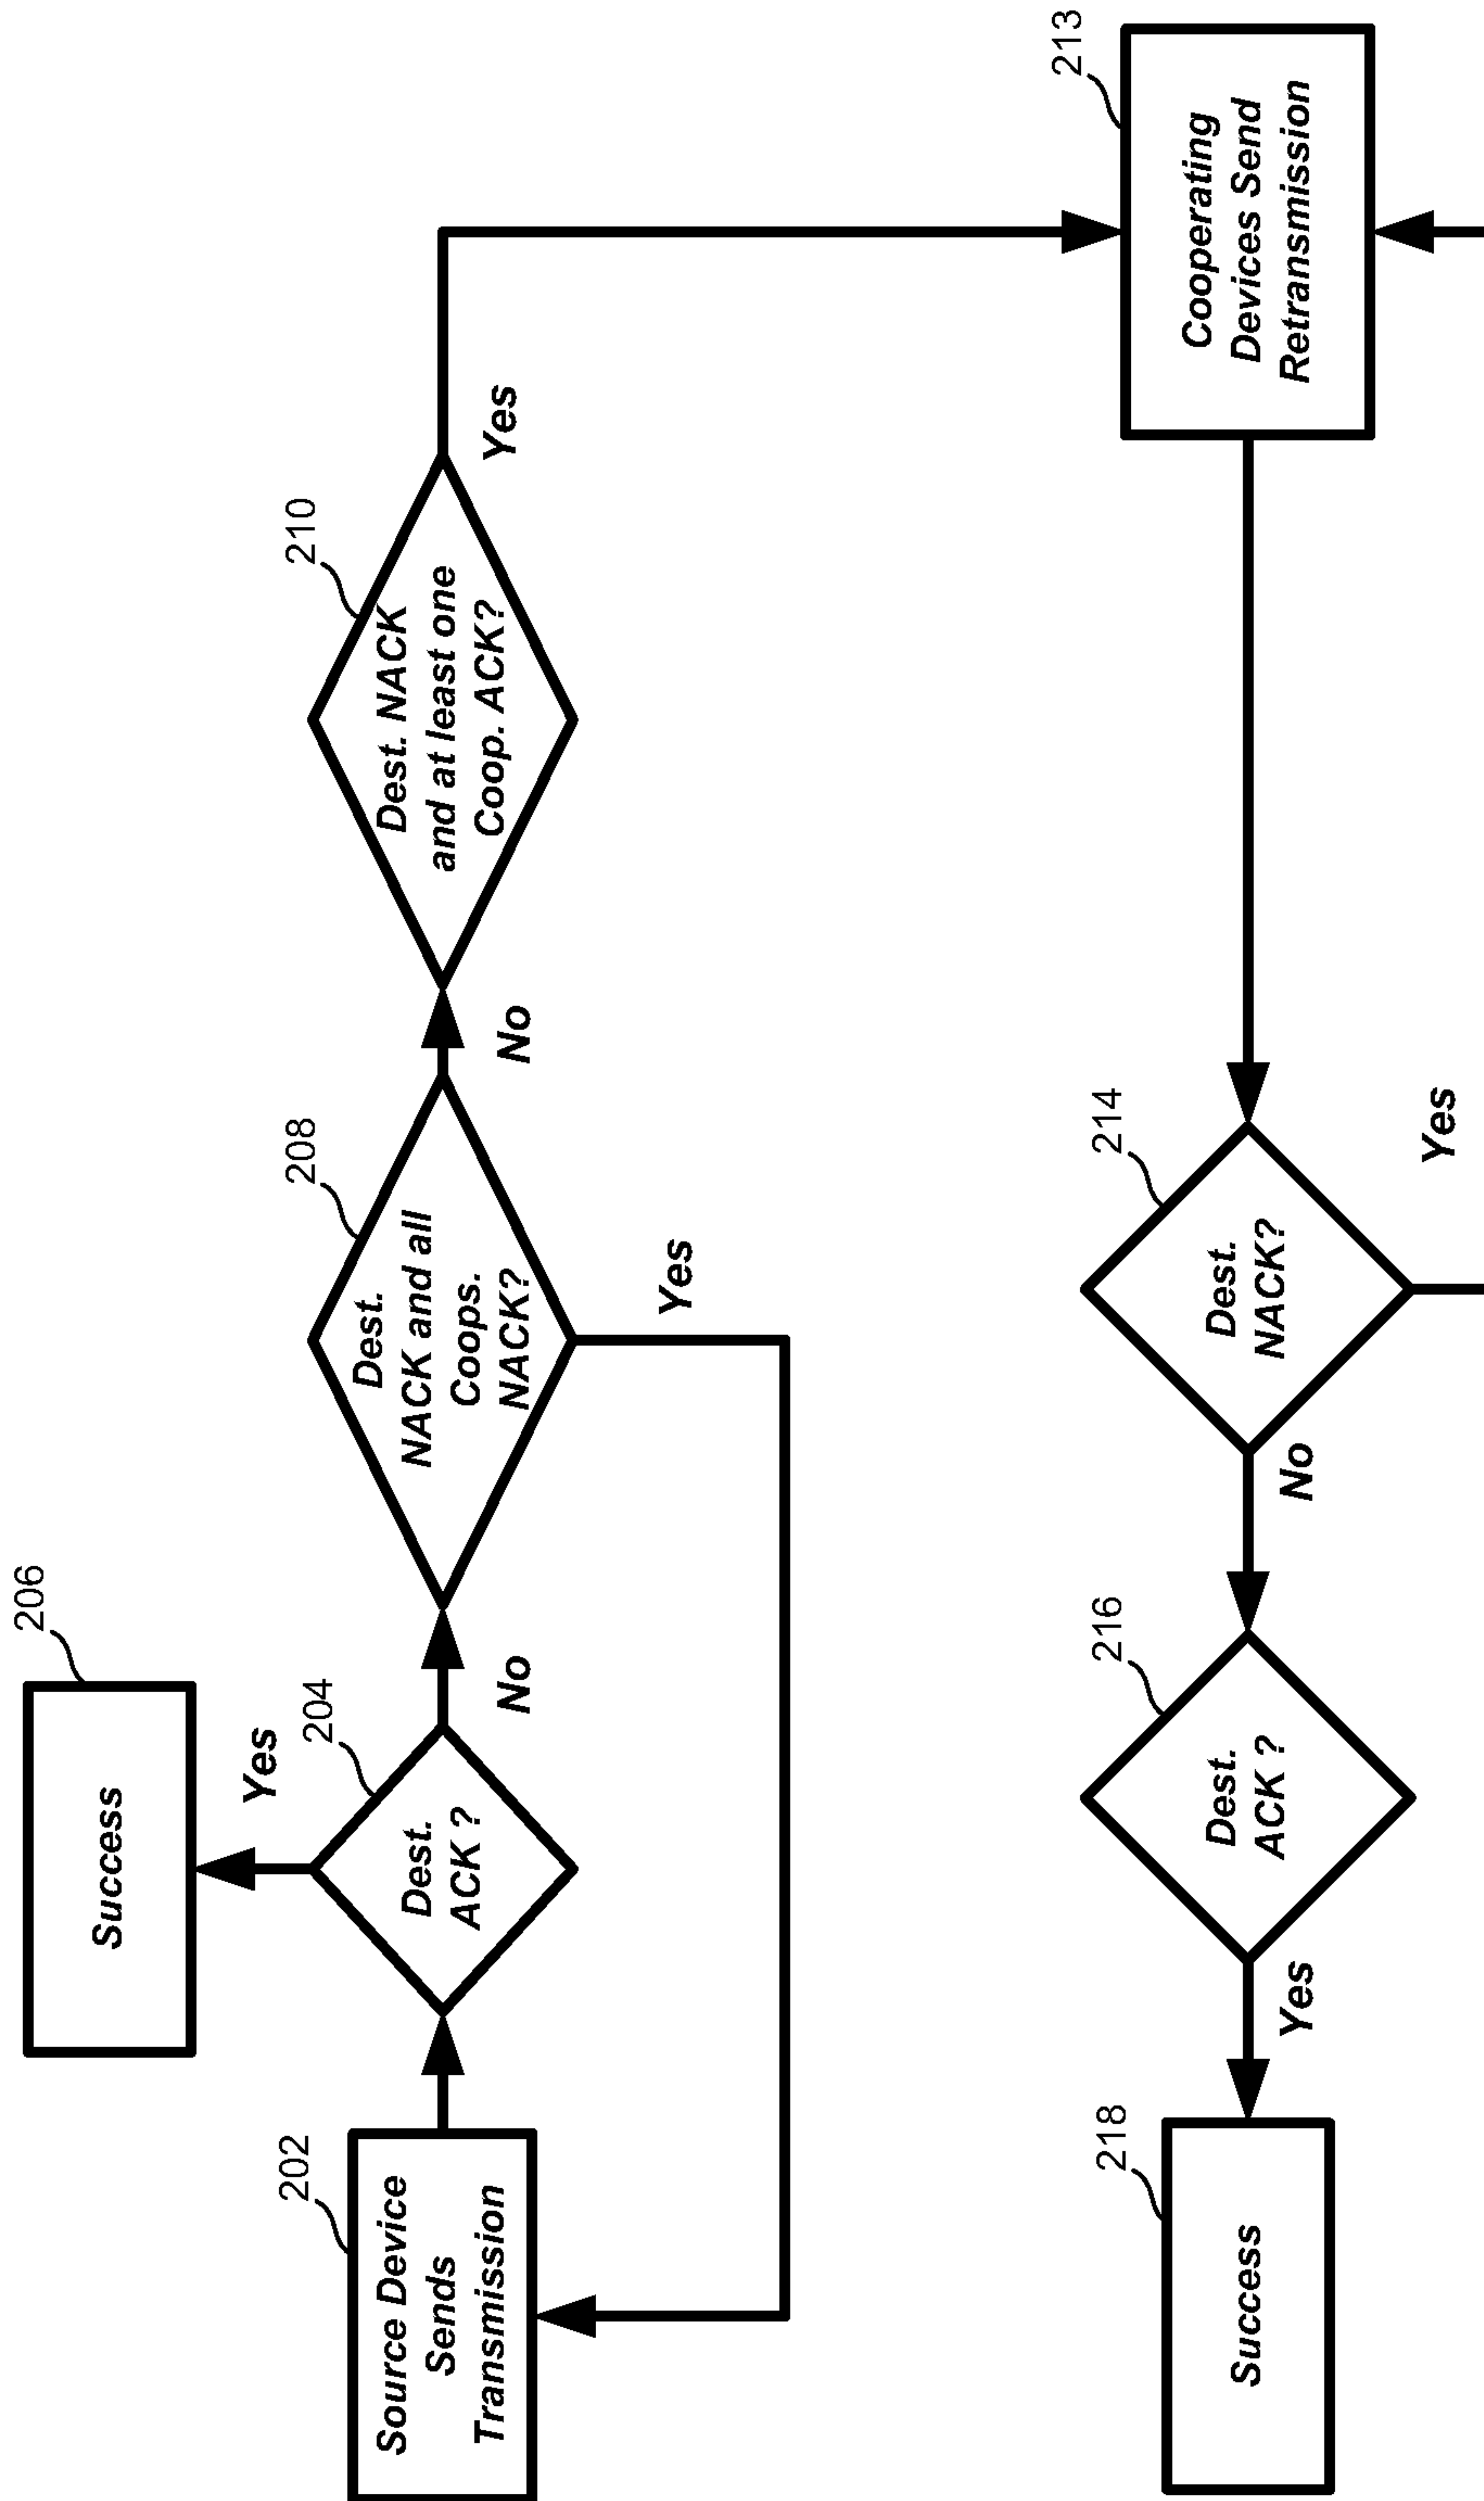 206
Success
Yes
202
Source Device
Sends
Transmission
204
Dest.
ACK ?
No
208
Dest.
NACK and all
Coops.
NACK?
No
Yes
210
Dest. NACK
and at least one
Coop. ACK?
Yes
218
Success
Yes
216
Dest.
ACK ?
No
214
Dest.
NACK?
Yes
213
Cooperating
Devices Send
Retransmission